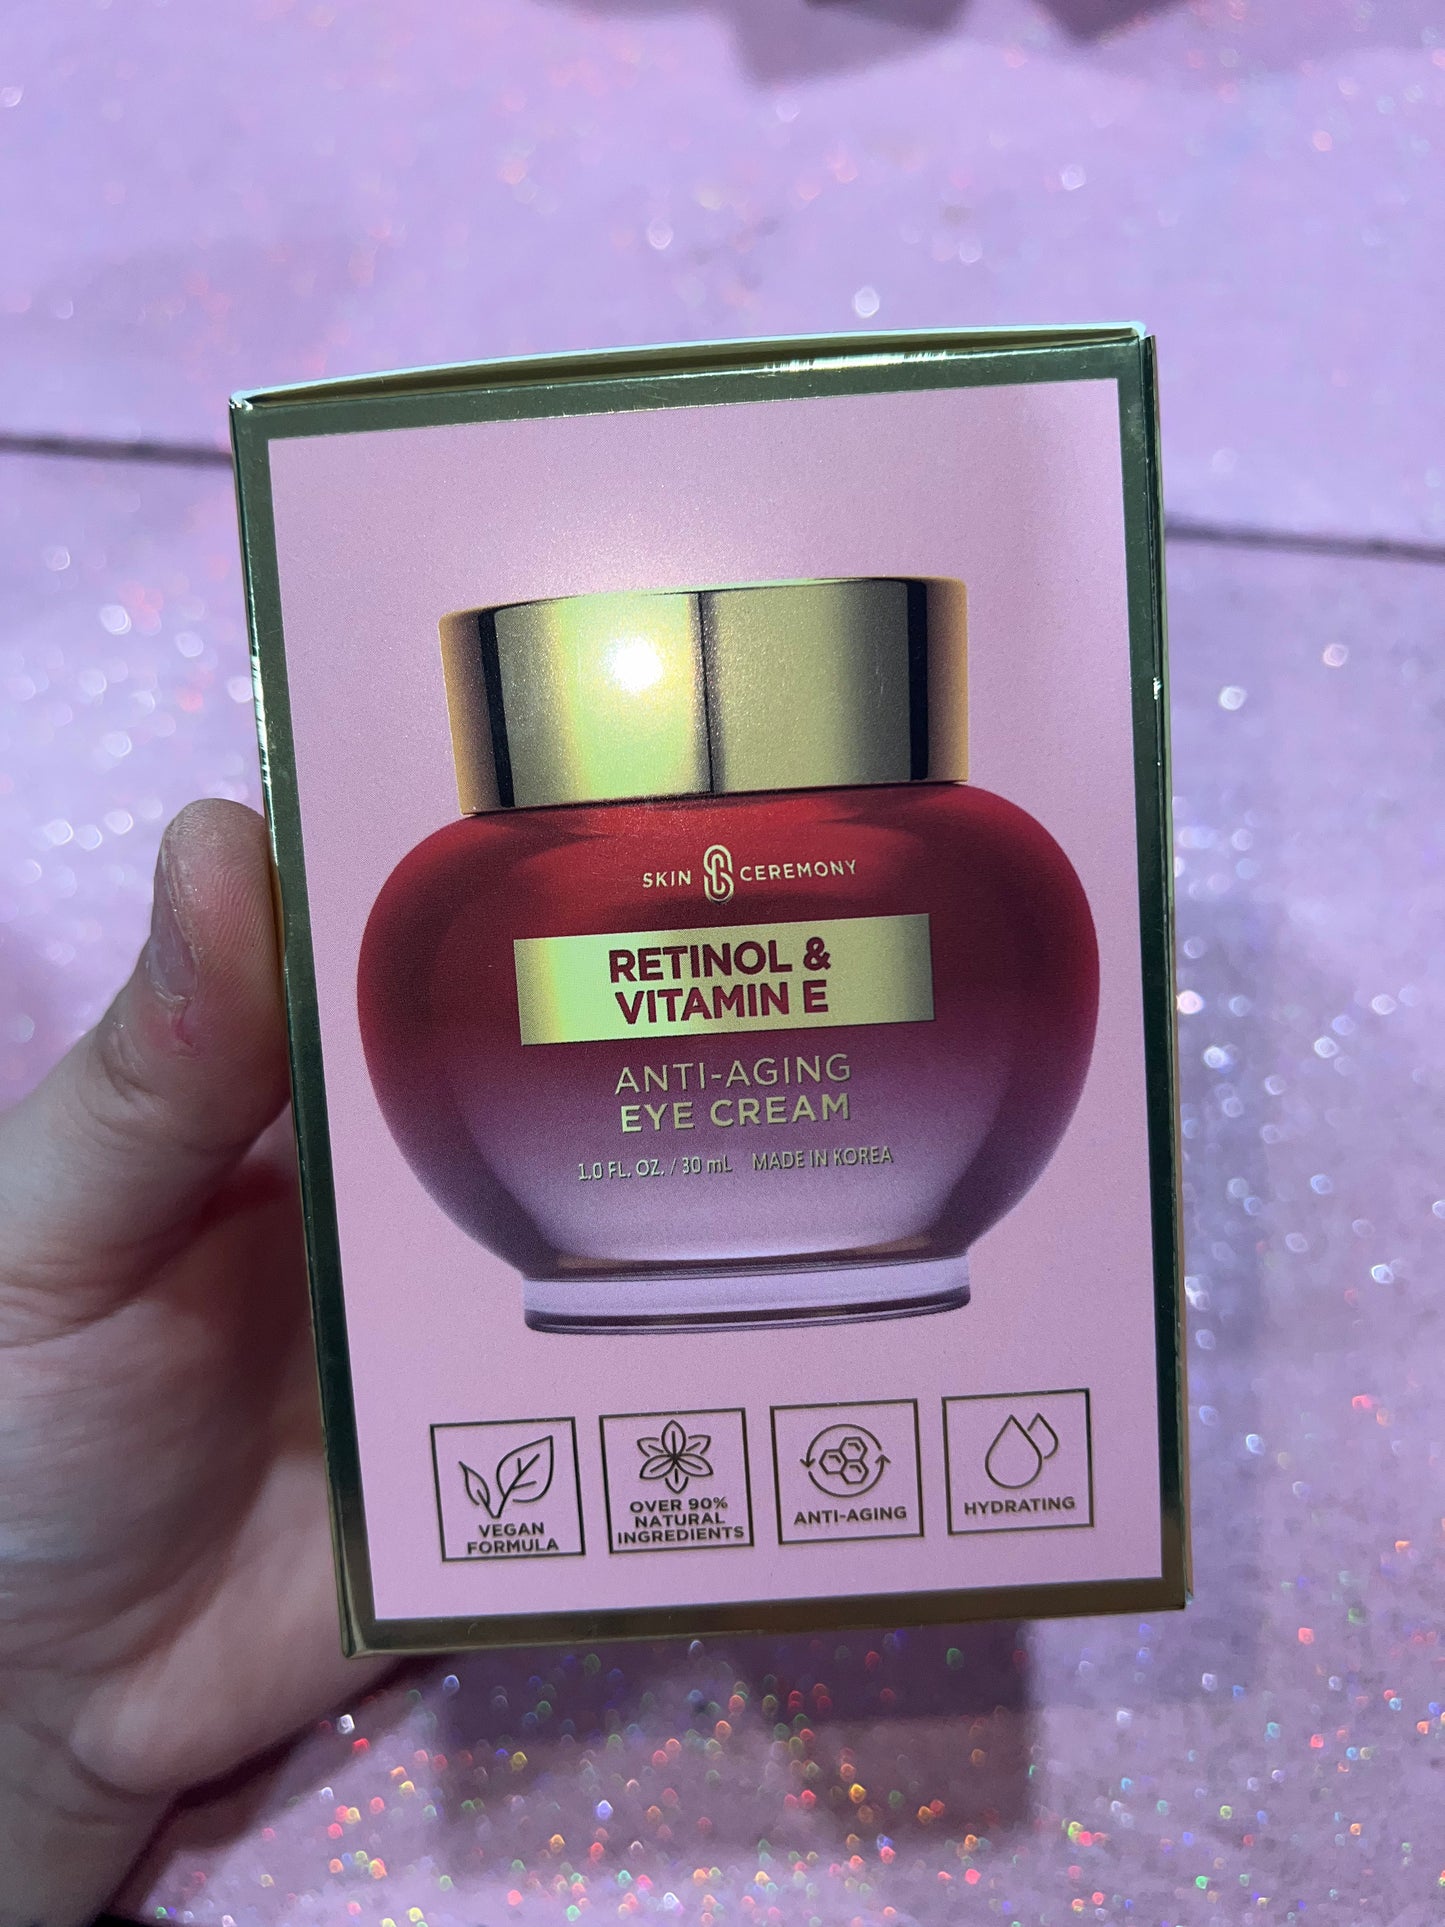 SKIN CEREMONY
RETINOL &
VITAMIN E
ANTI-AGING
EYE CREAM
1.0 FL. OZ. / 30 mL MADE IN KOREA
VEGAN
FORMULA
OVER 90%
NATURAL
INGREDIENTS
ANTI-AGING
HYDRATING